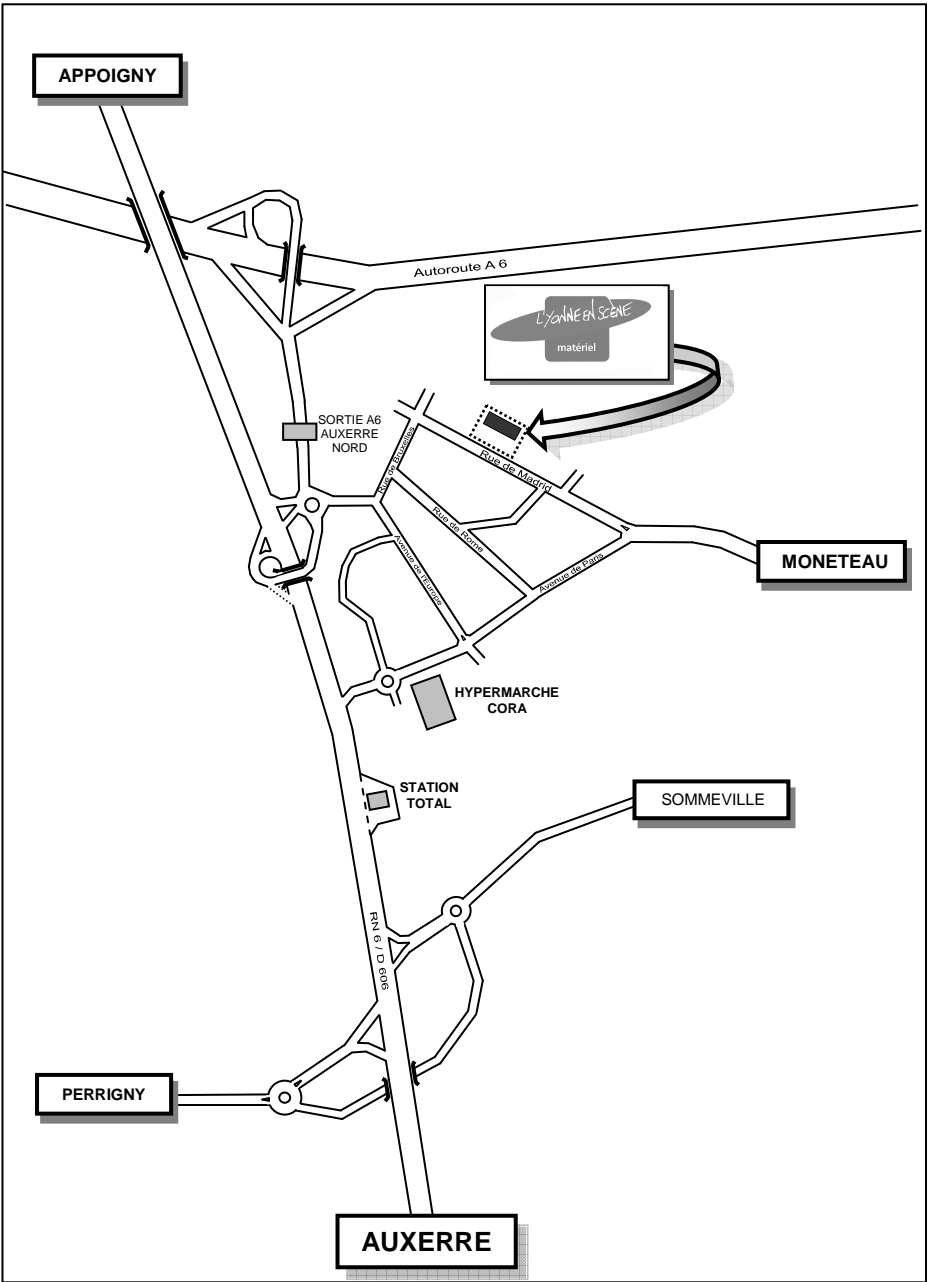 APPOIGNY
Autoroute A 6
L'YONNE EN SCÈNE
matériel
SORTIE A6
AUXERRE
NORD
Rue de Bruxelles
Rue de Madrid
Rue de Rome
Avenue de l'Europe
Avenue de Paris
MONETEAU
HYPERMARCHE
CORA
STATION
TOTAL
SOMMEVILLE
RN 6 / D 606
PERRIGNY
AUXERRE